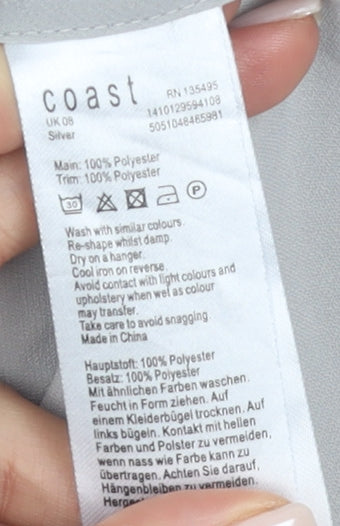 coast
RN 135495
UK 08
1410129594108
Silver
5051048465981
Main: 100% Polyester
Trim: 100% Polyester
30
P
Wash with similar colours.
Re-shape whilst damp.
Dry on a hanger.
Cool iron on reverse.
Avoid contact with light colours and
upholstery when wet as colour
may transfer.
Take care to avoid snagging.
Made in China
Hauptstoff: 100% Polyester
Besatz: 100% Polyester
Mit ähnlichen Farben waschen.
Feucht in Form ziehen. Auf
einem Kleiderbügel trocknen. Auf
links bügeln. Kontakt mit hellen
Farben und Polster zu vermeiden,
wenn nass wie Farbe kann zu
übertragen. Achten Sie darauf,
Hängenbleiben zu vermeiden.